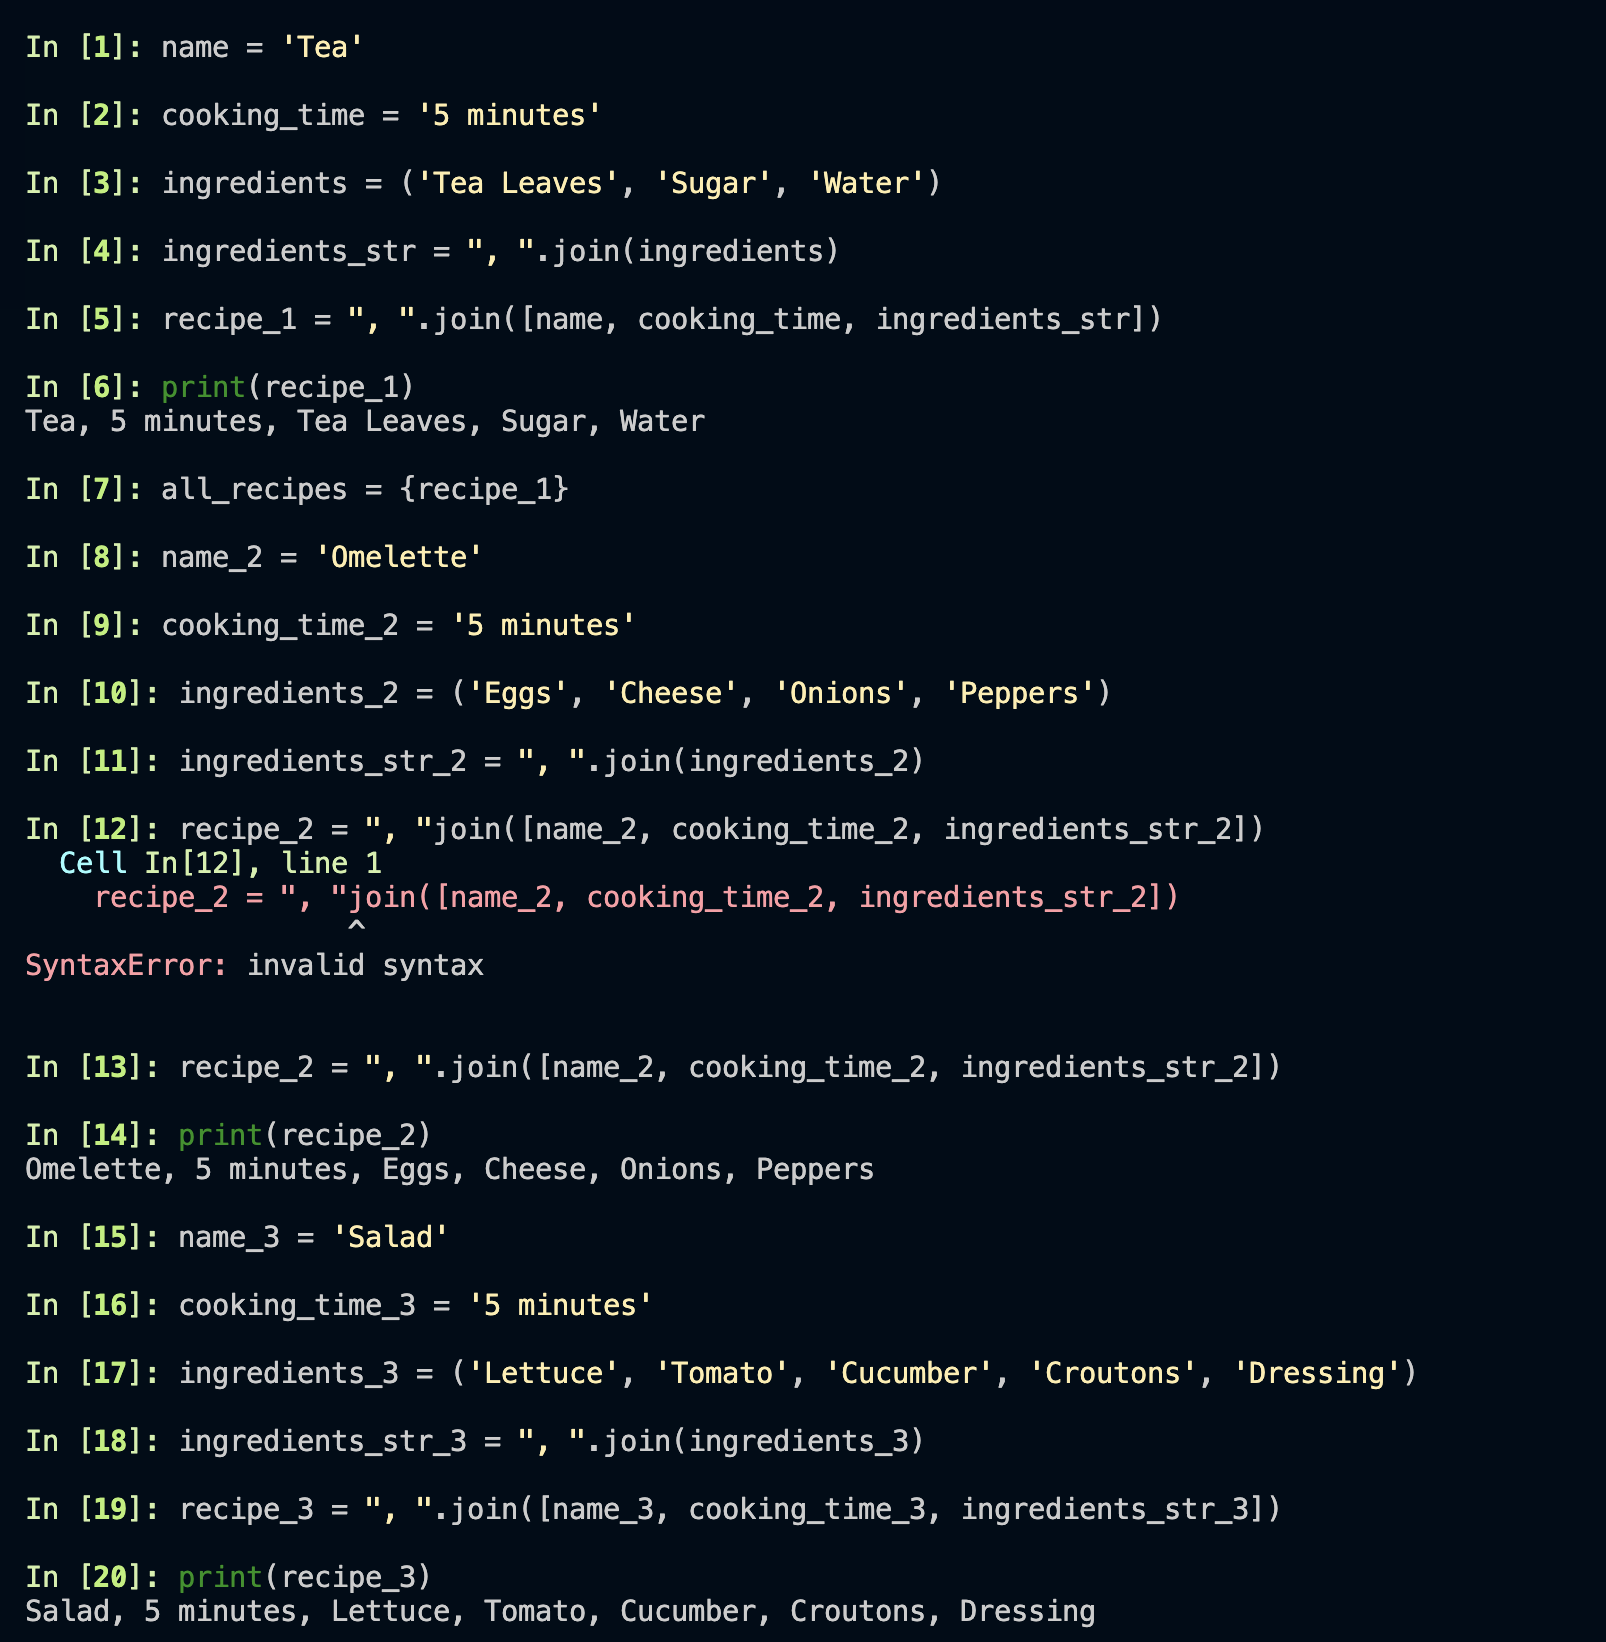 In [1]: name = 'Tea'
In [2]: cooking_time = '5 minutes'
In [3]: ingredients = ('Tea Leaves', 'Sugar', 'Water')
In [4]: ingredients_str = ", ".join(ingredients)
In [5]: recipe_1 = ", ".join([name, cooking_time, ingredients_str])
In [6]: print(recipe_1)
Tea, 5 minutes, Tea Leaves, Sugar, Water
In [7]: all_recipes = {recipe_1}
In [8]: name_2 = 'Omelette'
In [9]: cooking_time_2 = '5 minutes'
In [10]: ingredients_2 = ('Eggs', 'Cheese', 'Onions', 'Peppers')
In [11]: ingredients_str_2 = ", ".join(ingredients_2)
In [12]: recipe_2 = ", "join([name_2, cooking_time_2, ingredients_str_2])
  Cell In[12], line 1
    recipe_2 = ", "join([name_2, cooking_time_2, ingredients_str_2])
                   ^
SyntaxError: invalid syntax
In [13]: recipe_2 = ", ".join([name_2, cooking_time_2, ingredients_str_2])
In [14]: print(recipe_2)
Omelette, 5 minutes, Eggs, Cheese, Onions, Peppers
In [15]: name_3 = 'Salad'
In [16]: cooking_time_3 = '5 minutes'
In [17]: ingredients_3 = ('Lettuce', 'Tomato', 'Cucumber', 'Croutons', 'Dressing')
In [18]: ingredients_str_3 = ", ".join(ingredients_3)
In [19]: recipe_3 = ", ".join([name_3, cooking_time_3, ingredients_str_3])
In [20]: print(recipe_3)
Salad, 5 minutes, Lettuce, Tomato, Cucumber, Croutons, Dressing